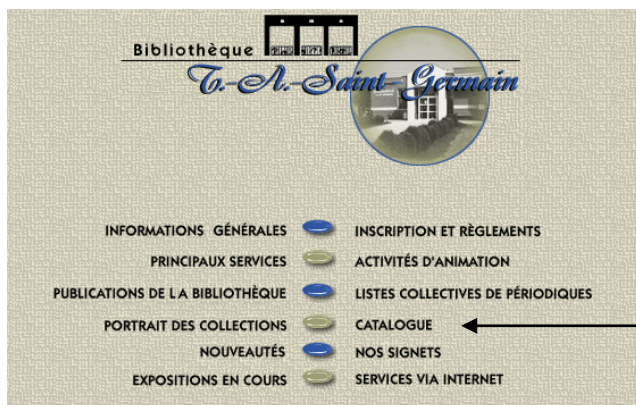 Bibliothèque
T.-A.-Saint-Germain
INFORMATIONS GÉNÉRALES INSCRIPTION ET RÈGLEMENTS
PRINCIPAUX SERVICES ACTIVITÉS D'ANIMATION
PUBLICATIONS DE LA BIBLIOTHÈQUE LISTES COLLECTIVES DE PÉRIODIQUES
PORTRAIT DES COLLECTIONS CATALOGUE
NOUVEAUTÉS NOS SIGNETS
EXPOSITIONS EN COURS SERVICES VIA INTERNET